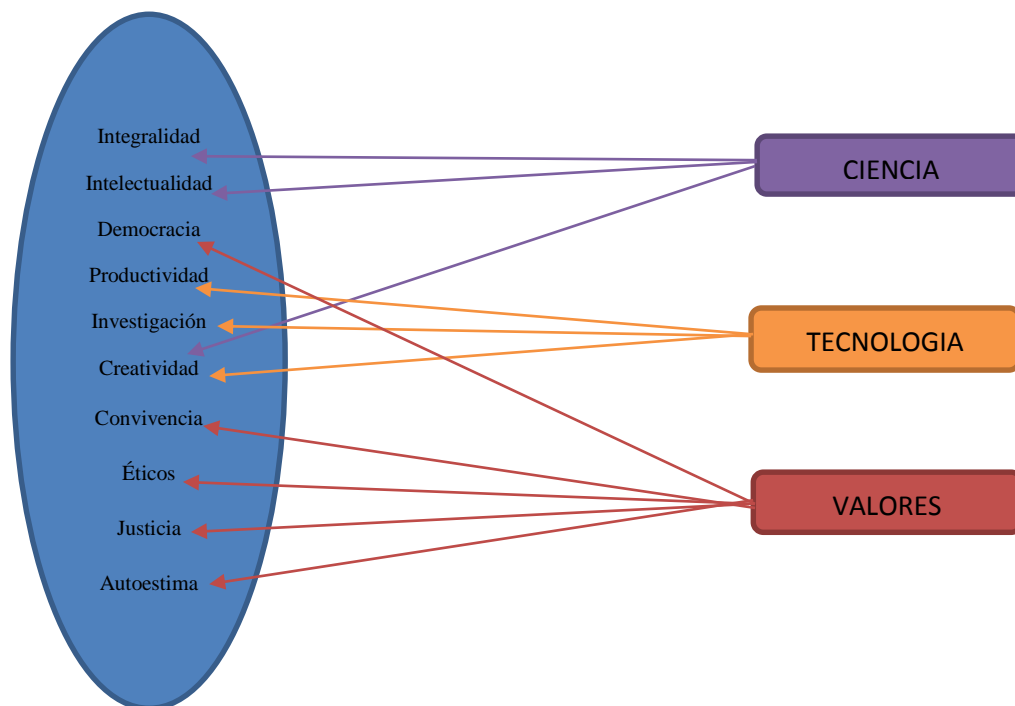 Integralidad
Intelectualidad
Democracia
Productividad
Investigación
Creatividad
Convivencia
Éticos
Justicia
Autoestima
CIENCIA
TECNOLOGIA
VALORES